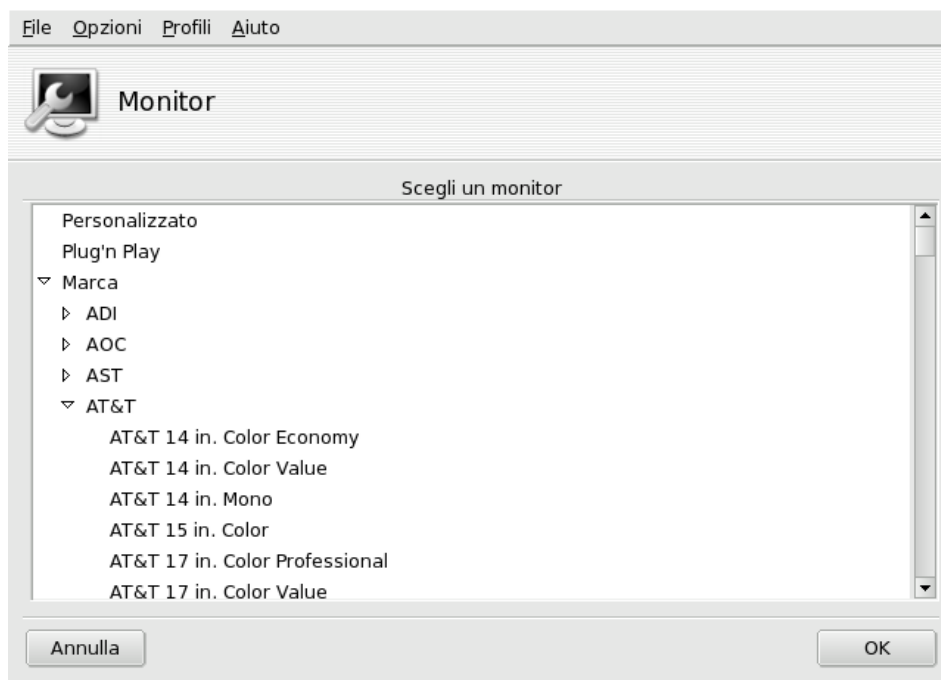 File Opzioni Profili Aiuto
Monitor
Scegli un monitor
Personalizzato
Plug'n Play
Marca
ADI
AOC
AST
AT&T
AT&T 14 in. Color Economy
AT&T 14 in. Color Value
AT&T 14 in. Mono
AT&T 15 in. Color
AT&T 17 in. Color Professional
AT&T 17 in. Color Value
Annulla OK